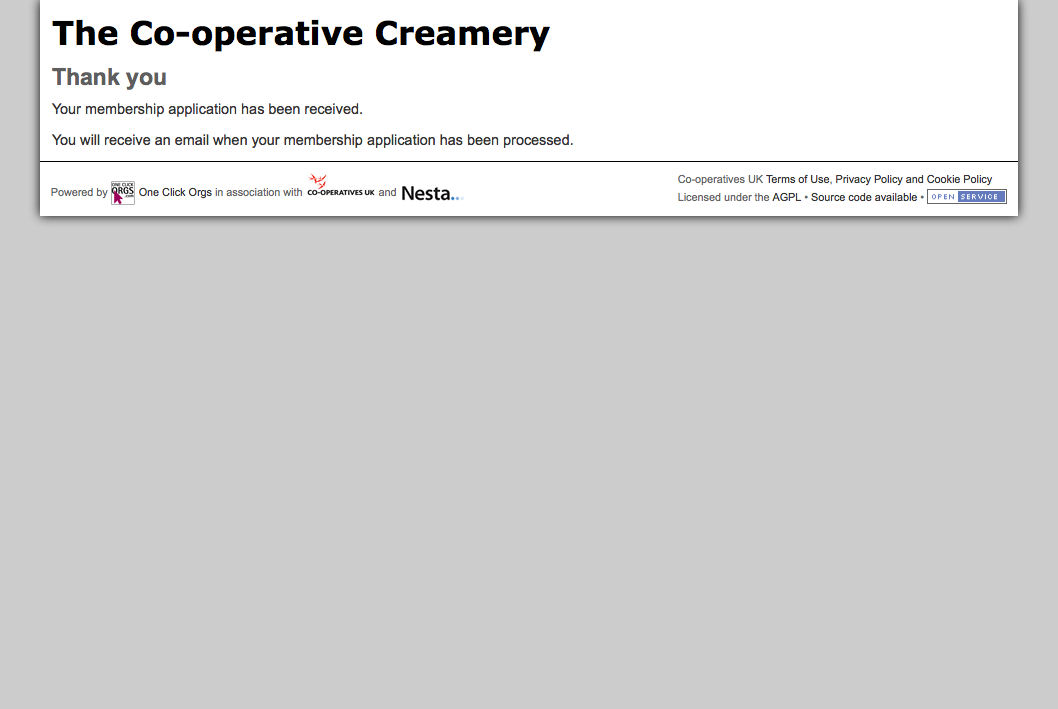 The Co-operative Creamery
Thank you
Your membership application has been received.
You will receive an email when your membership application has been processed.
Powered by ONE CLICK ORGS .com One Click Orgs in association with CO-OPERATIVES UK and Nesta...
Co-operatives UK Terms of Use, Privacy Policy and Cookie Policy
Licensed under the AGPL • Source code available • OPEN SERVICE